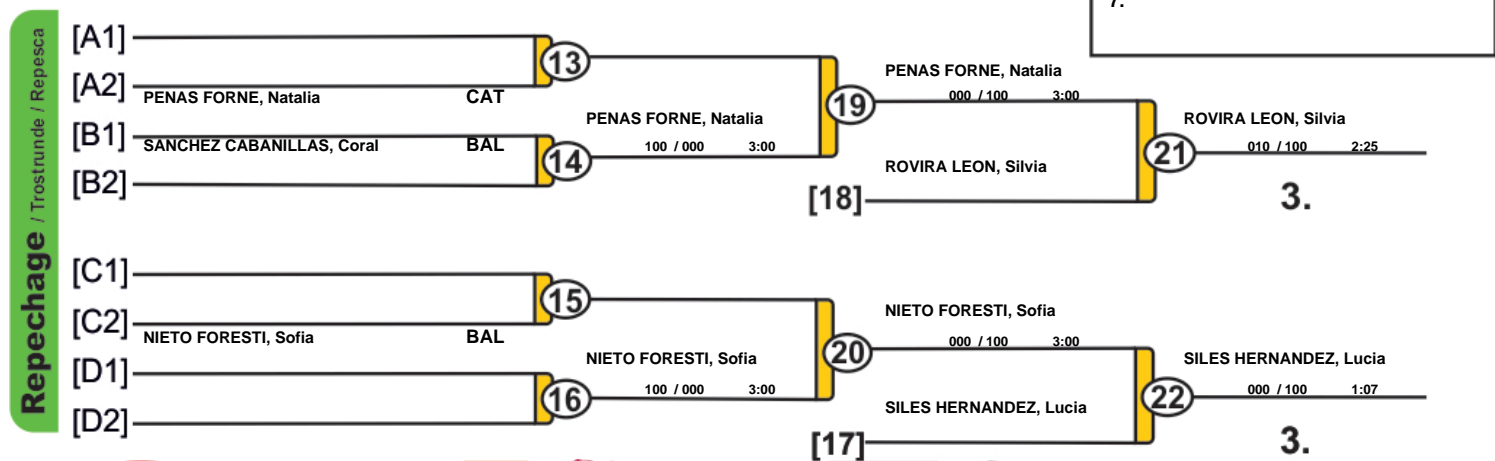 7.
Repechage / Trostrunde / Repesca
[A1]
13
[A2]
PENAS FORNE, Natalia CAT
PENAS FORNE, Natalia
000 / 100 3:00
19
PENAS FORNE, Natalia
100 / 000 3:00
ROVIRA LEON, Silvia
010 / 100 2:25
[B1]
SANCHEZ CABANILLAS, Coral BAL
14
21
ROVIRA LEON, Silvia
[B2]
[18]
3.
[C1]
15
[C2]
NIETO FORESTI, Sofia BAL
NIETO FORESTI, Sofia
000 / 100 3:00
20
NIETO FORESTI, Sofia
100 / 000 3:00
SILES HERNANDEZ, Lucia
000 / 100 1:07
[D1]
16
22
SILES HERNANDEZ, Lucia
[D2]
[17]
3.